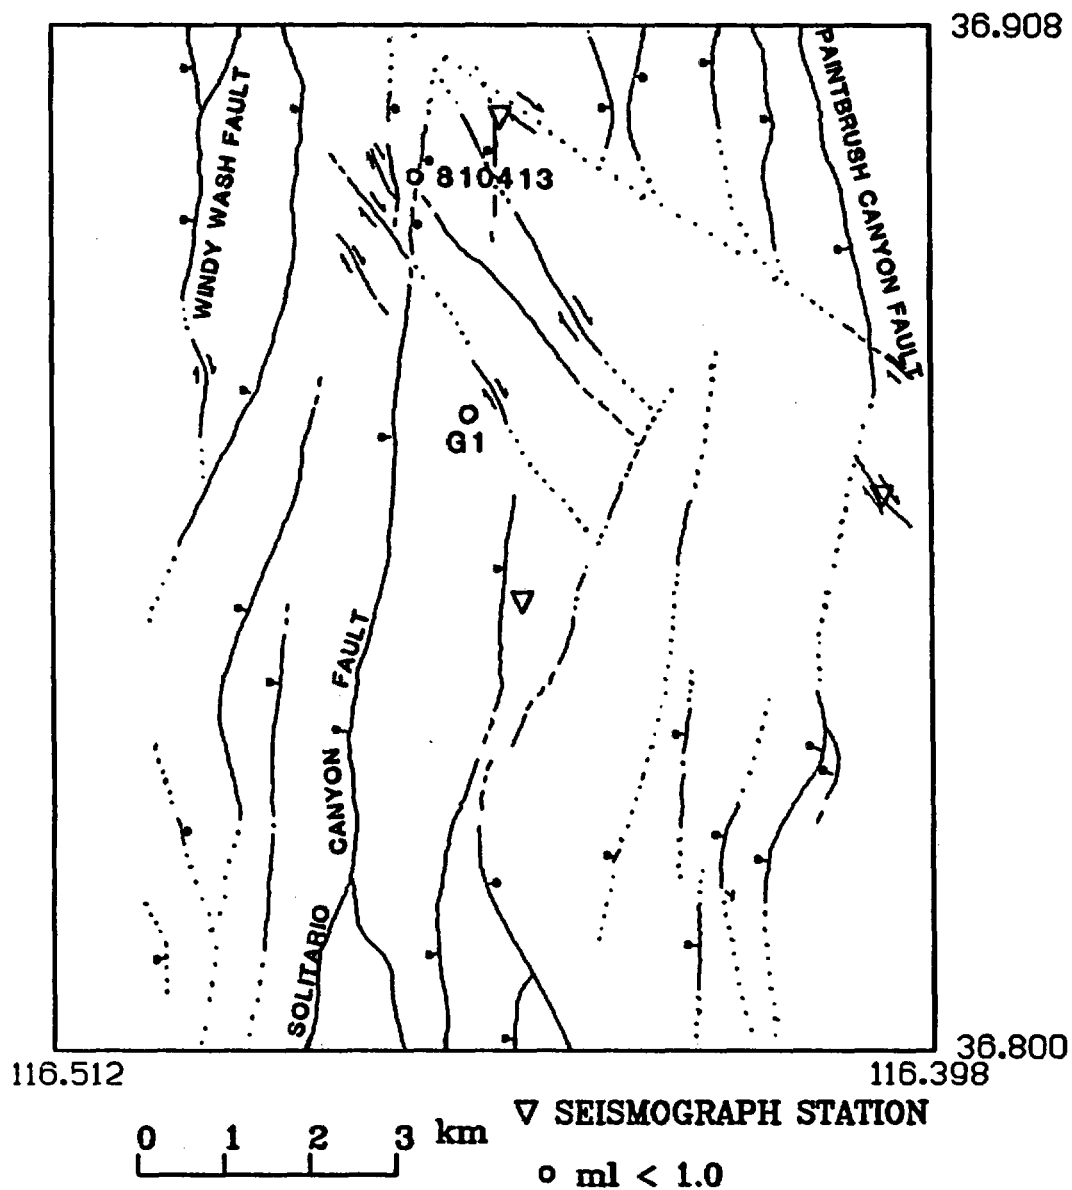 36.908
WINDY WASH FAULT
PAINTBRUSH CANYON FAULT
810413
G1
SOLITARIO CANYON FAULT
36.800
116.512
116.398
SEISMOGRAPH STATION
0 1 2 3 km
ml < 1.0